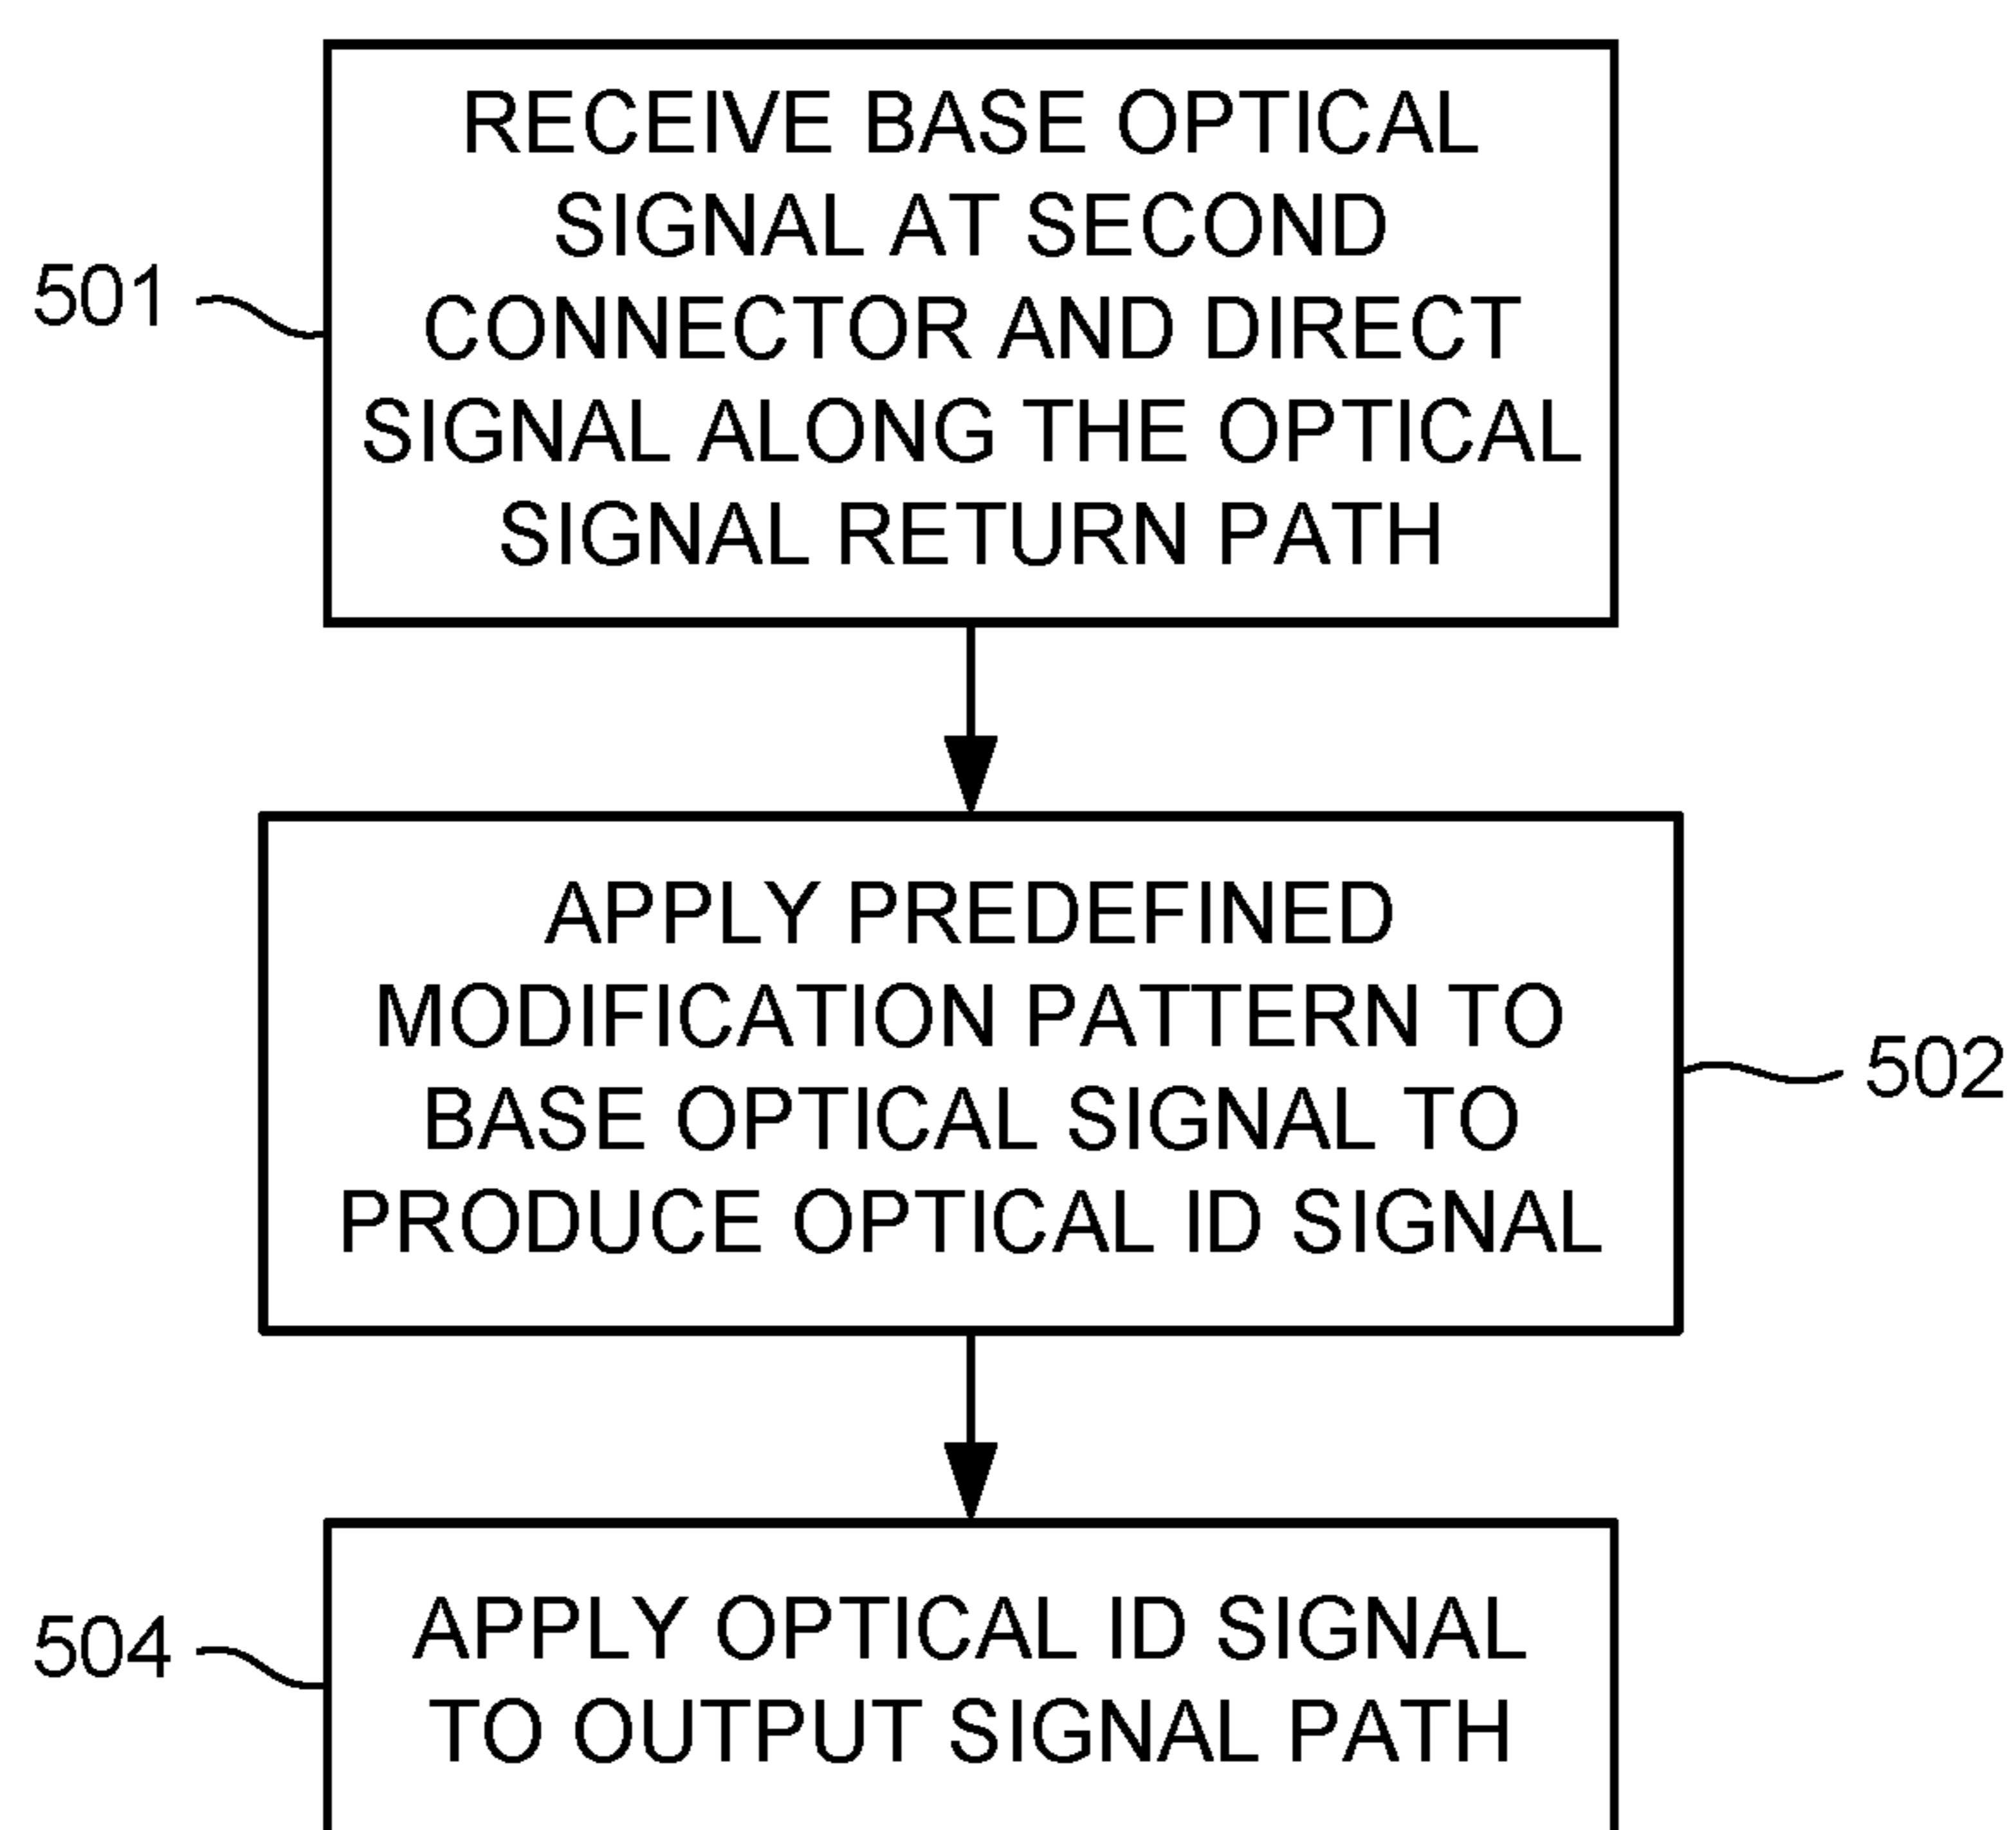 RECEIVE BASE OPTICAL
SIGNAL AT SECOND
CONNECTOR AND DIRECT
SIGNAL ALONG THE OPTICAL
SIGNAL RETURN PATH
501
APPLY PREDEFINED
MODIFICATION PATTERN TO
BASE OPTICAL SIGNAL TO
PRODUCE OPTICAL ID SIGNAL
502
APPLY OPTICAL ID SIGNAL
TO OUTPUT SIGNAL PATH
504